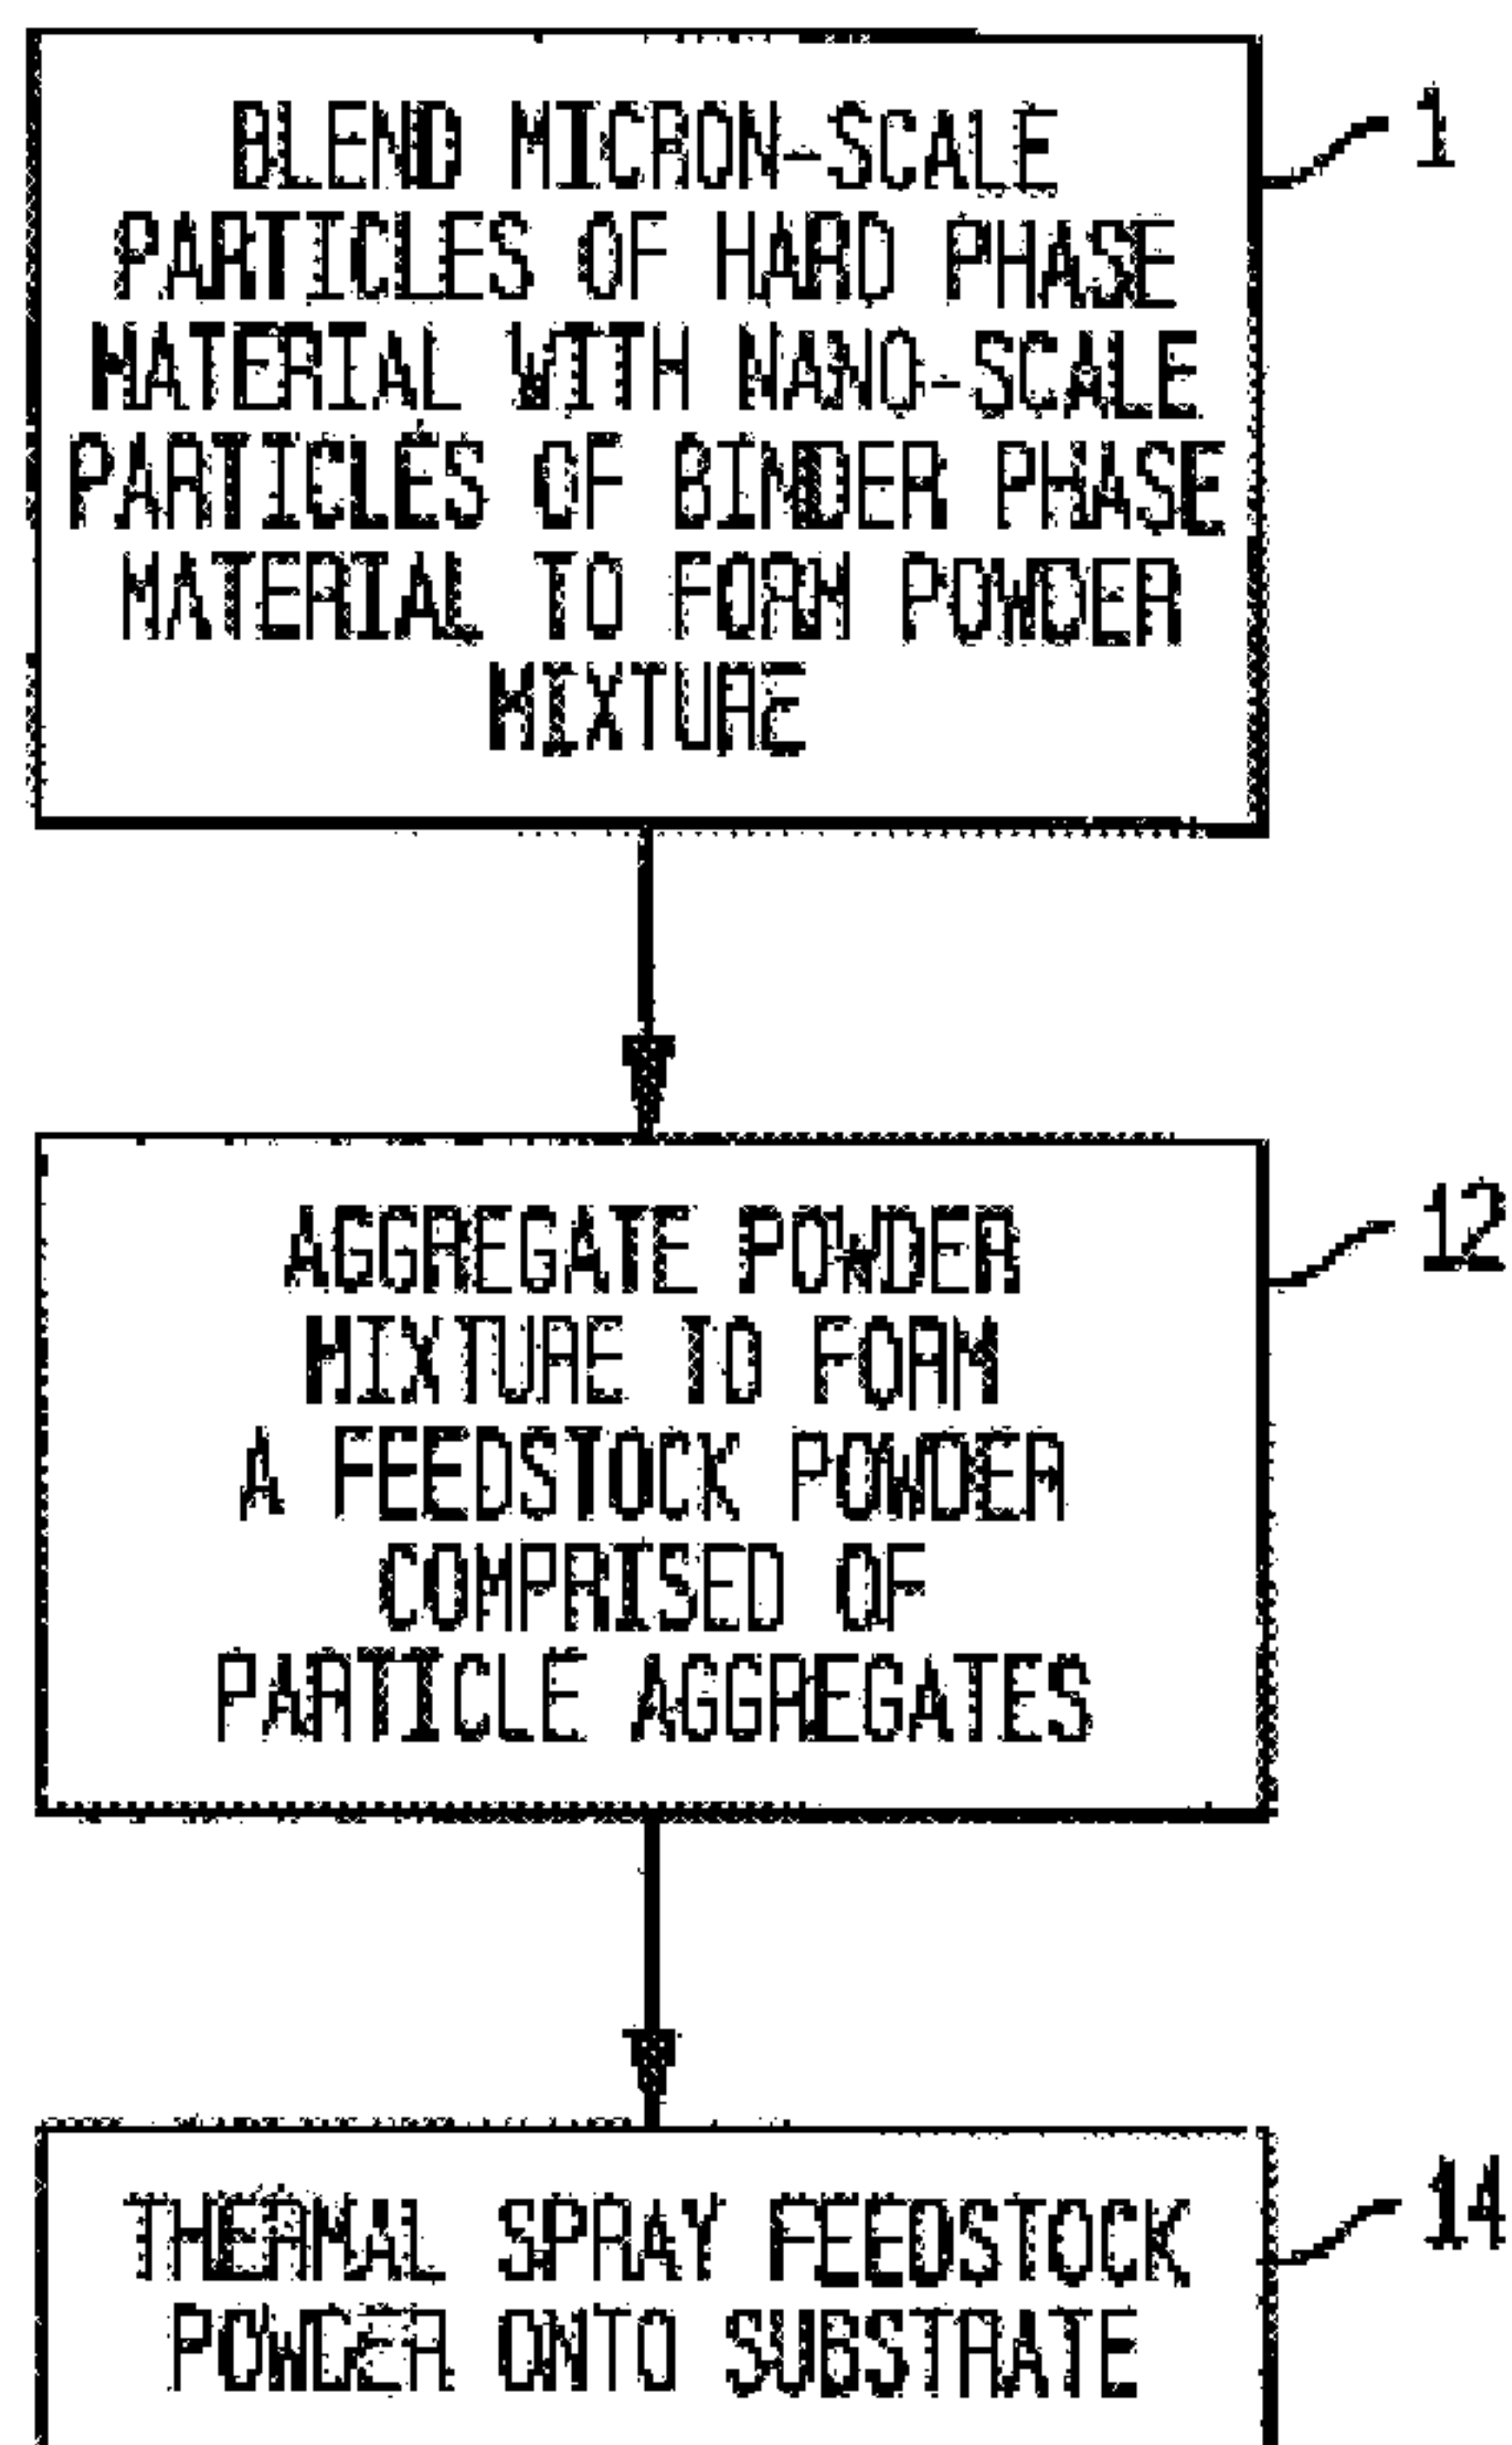 BLEND MICRON-SCALE
PARTICLES OF HARD PHASE
MATERIAL WITH NANO-SCALE
PARTICLES OF BINDER PHASE
MATERIAL TO FORM POWDER
MIXTURE
1
AGGREGATE POWDER
MIXTURE TO FORM
A FEEDSTOCK POWDER
COMPRISED OF
PARTICLE AGGREGATES
12
THERMAL SPRAY FEEDSTOCK
POWER ONTO SUBSTRATE
14